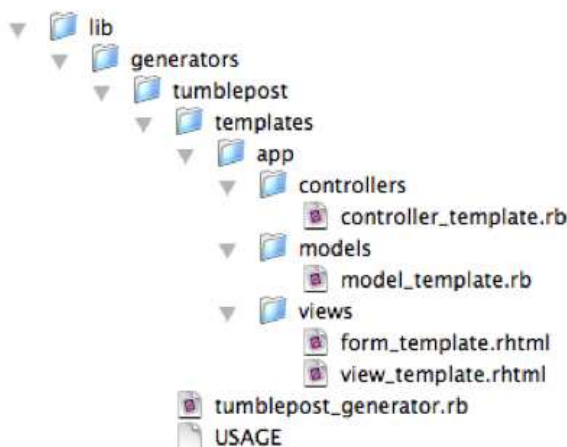 lib
generators
tumblepost
templates
app
controllers
controller_template.rb
models
model_template.rb
views
form_template.rhtml
view_template.rhtml
tumblepost_generator.rb
USAGE